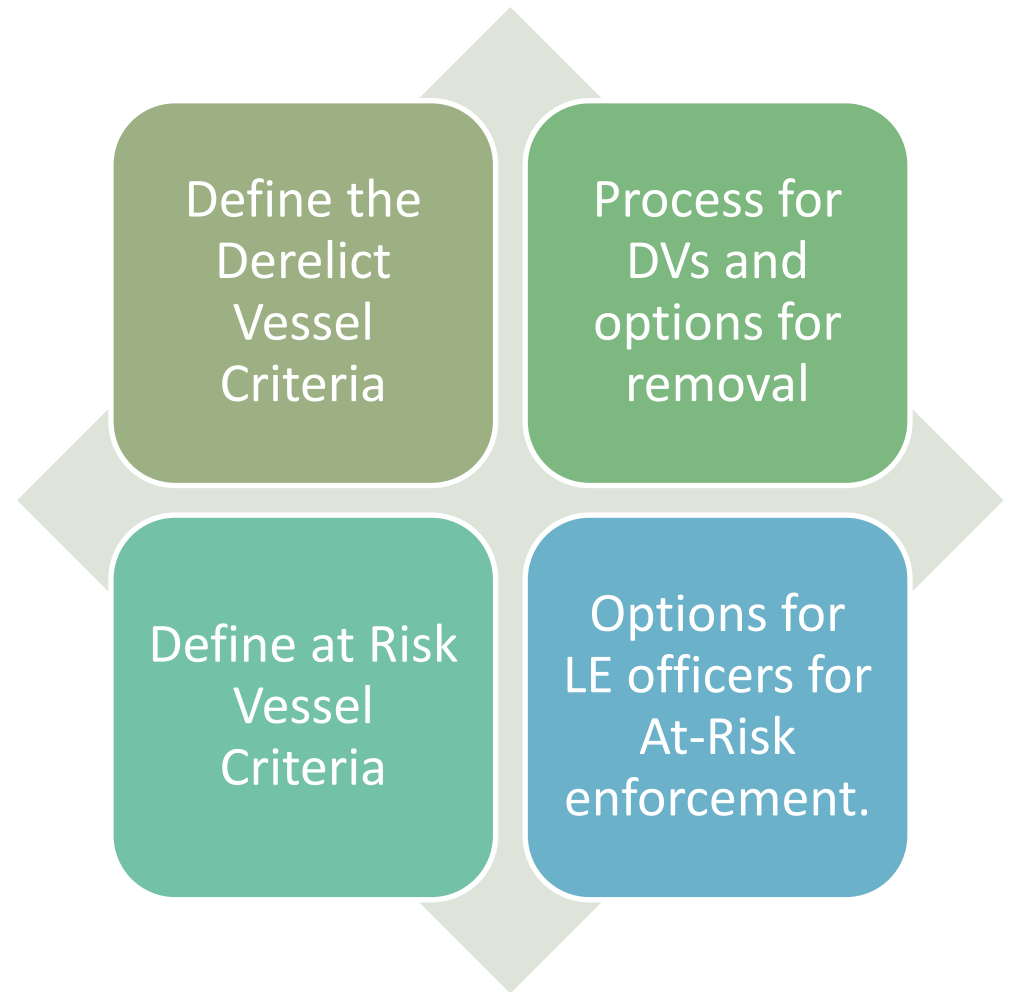 Define the
Derelict
Vessel
Criteria
Process for
DVs and
options for
removal
Define at Risk
Vessel
Criteria
Options for
LE officers for
At-Risk
enforcement.